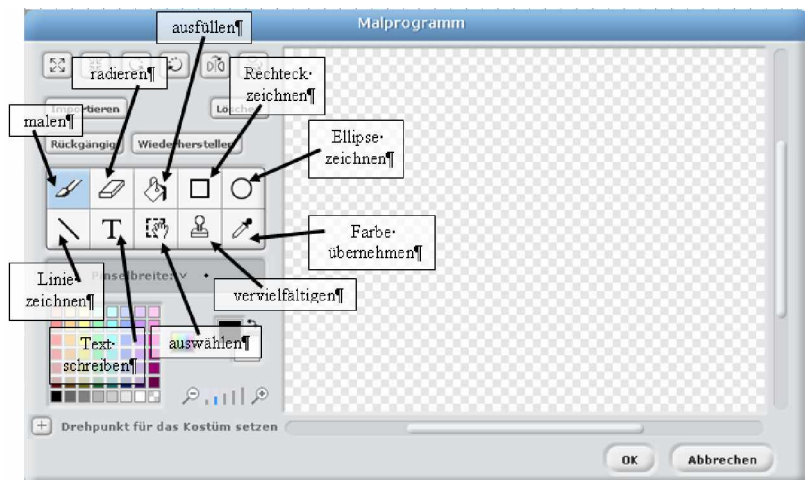 Malprogramm
ausfüllen¶
radieren¶
Rechteck·
zeichnen¶
Importieren
Löschen
malen¶
Rückgängig
Wiederherstellen
Ellipse·
zeichnen¶
T
Farbe·
übernehmen¶
Linie·
zeichnen¶
Pinselbreite:
vervielfältigen¶
Text·
schreiben¶
auswählen¶
Drehpunkt für das Kostüm setzen
OK
Abbrechen